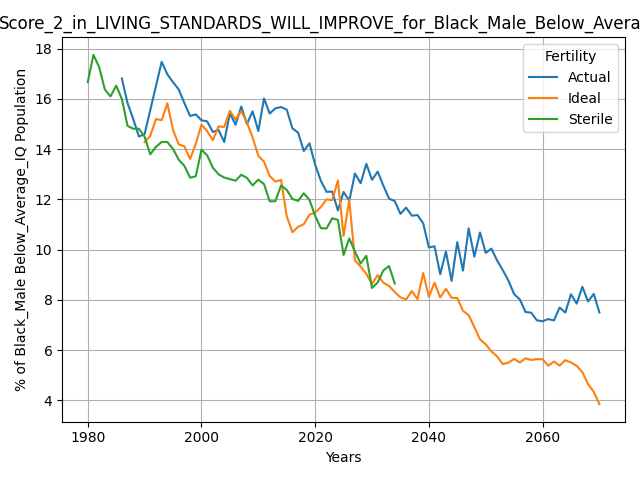 Score_2_in_LIVING_STANDARDS_WILL_IMPROVE_for_Black_Male_Below_Avera
% of Black_Male Below_Average_IQ Population
18
16
14
12
10
8
6
4
Fertility
Actual
Ideal
Sterile
1980 2000 2020 2040 2060
Years